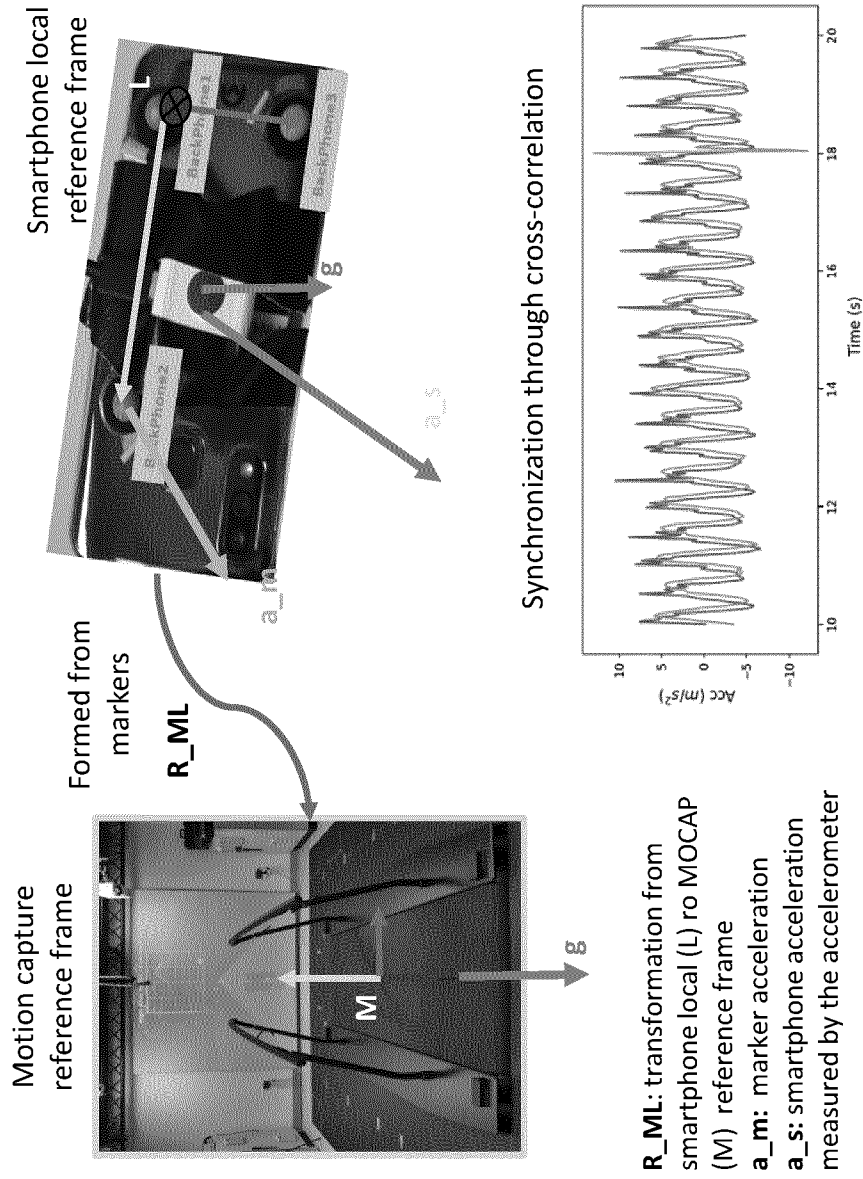 Motion capture
reference frame
M
g
Formed from
markers
R_ML
Smartphone local
reference frame
L
BackPhone1
BackPhone2
BackPhone3
g
a_m
a_s
R_ML: transformation from
smartphone local (L) ro MOCAP
(M) reference frame
a_m: marker acceleration
a_s: smartphone acceleration
measured by the accelerometer
Synchronization through cross-correlation
Acc (m/s²)
10
5
0
−5
−10
10 12 14 16 18 20
Time (s)